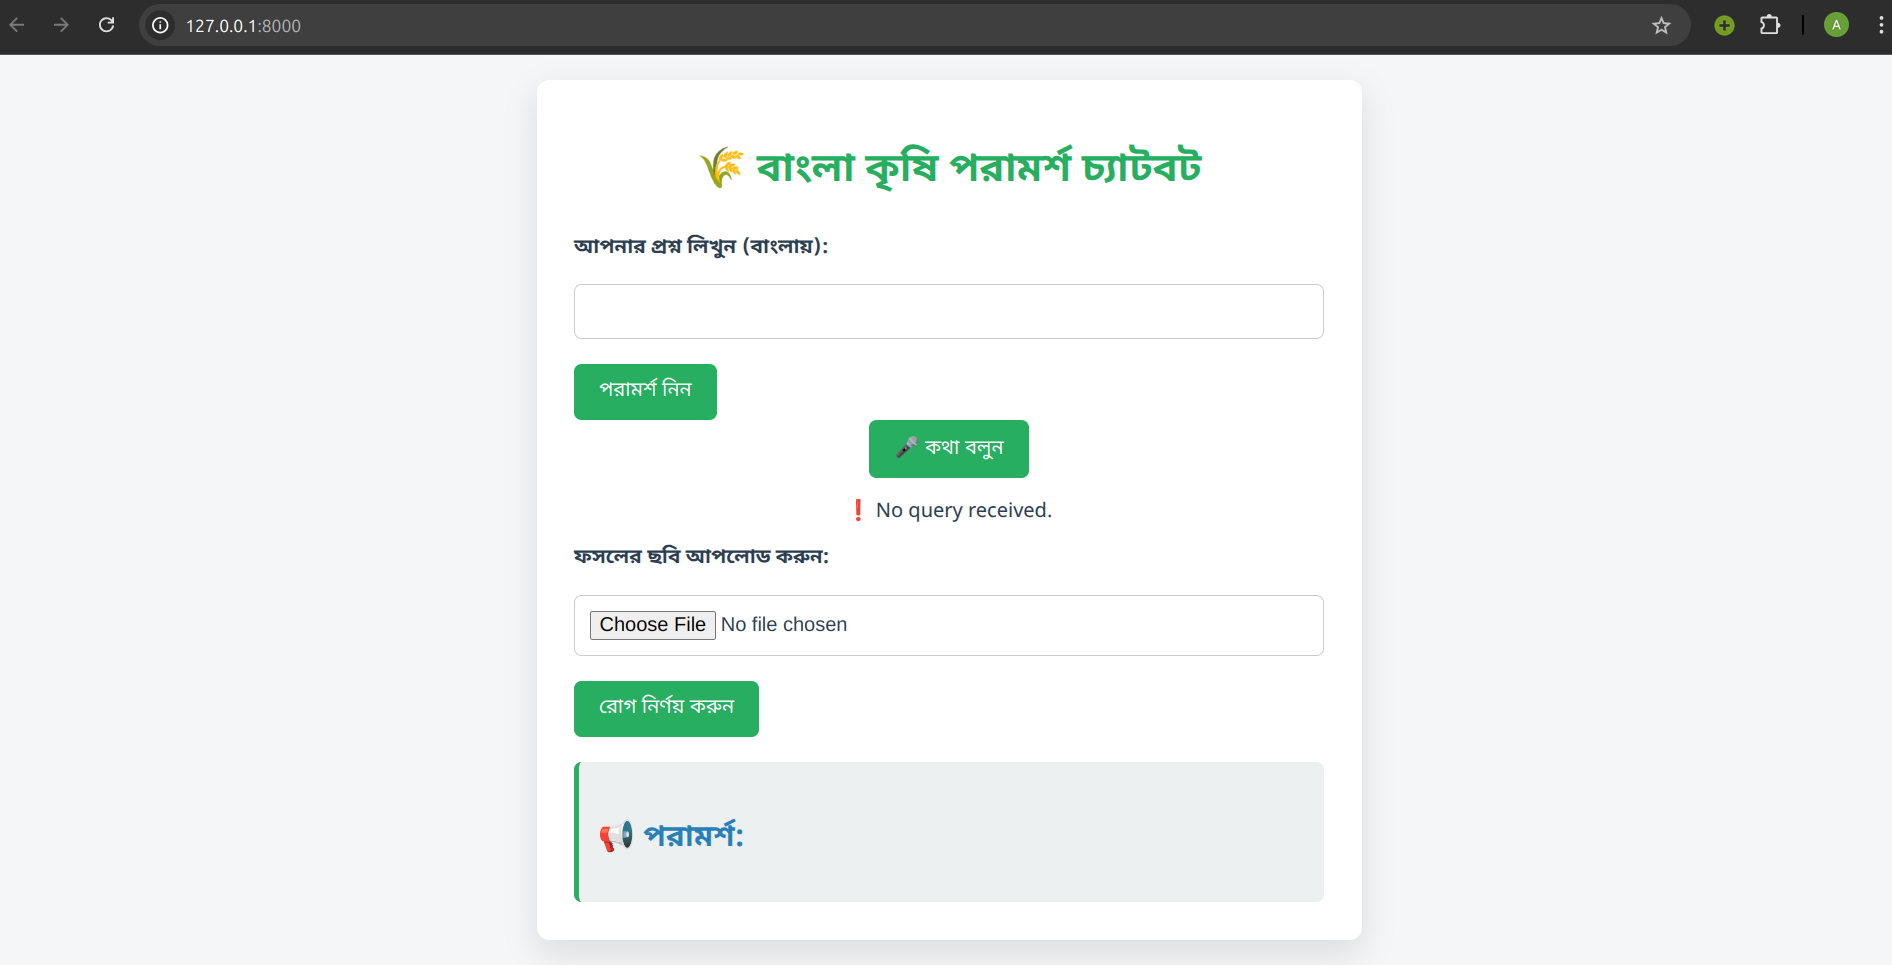 127.0.0.1:8000
A
🌾 বাংলা কৃষি পরামর্শ চ্যাটবট
আপনার প্রশ্ন লিখুন (বাংলায়):
পরামর্শ নিন
🎤 কথা বলুন
❗ No query received.
ফসলের ছবি আপলোড করুন:
Choose File No file chosen
রোগ নির্ণয় করুন
📢 পরামর্শ: